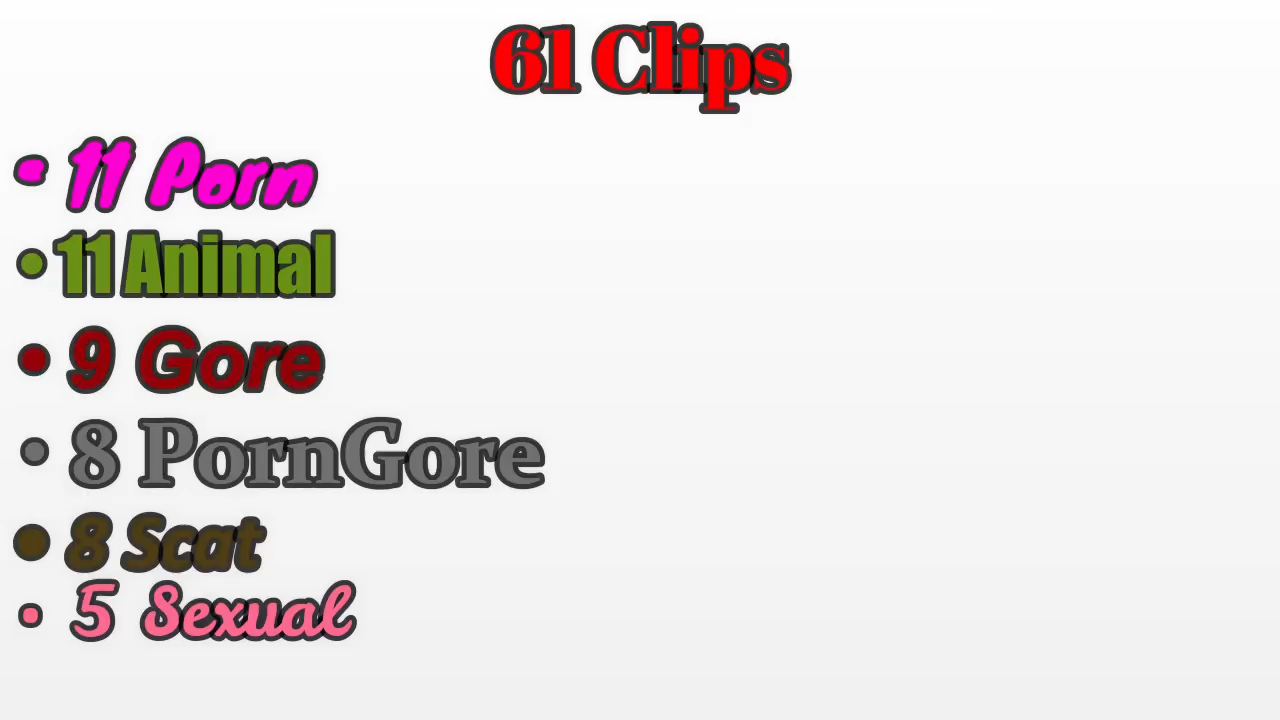 61 Clips
• 11 Porn
• 11 Animal
• 9 Gore
• 8 PornGore
• 8 Scat
• 5 Sexual